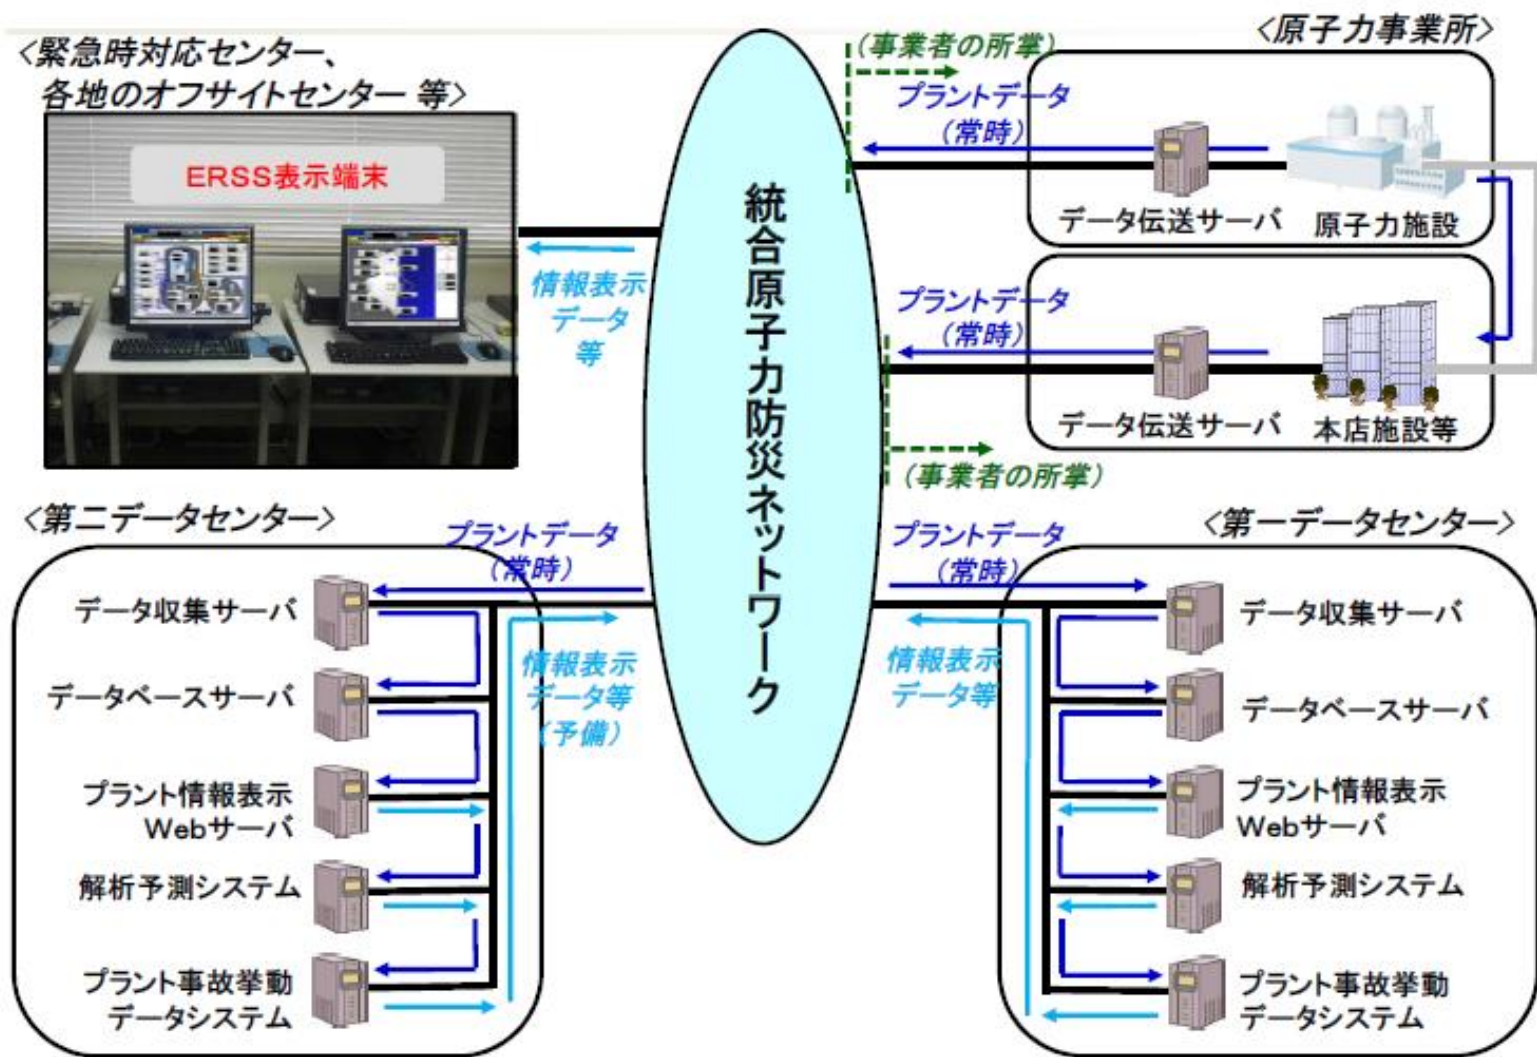 <緊急時対応センター、
各地のオフサイトセンター 等>
ERSS表示端末
情報表示
データ
等
統合原子力防災ネットワーク
(事業者の所掌)
<原子力事業所>
プラントデータ
(常時)
データ伝送サーバ
原子力施設
プラントデータ
(常時)
データ伝送サーバ
本店施設等
(事業者の所掌)
<第二データセンター>
プラントデータ
(常時)
データ収集サーバ
データベースサーバ
情報表示
データ等
(予備)
プラント情報表示
Webサーバ
解析予測システム
プラント事故挙動
データシステム
<第一データセンター>
プラントデータ
(常時)
データ収集サーバ
情報表示
データ等
データベースサーバ
プラント情報表示
Webサーバ
解析予測システム
プラント事故挙動
データシステム